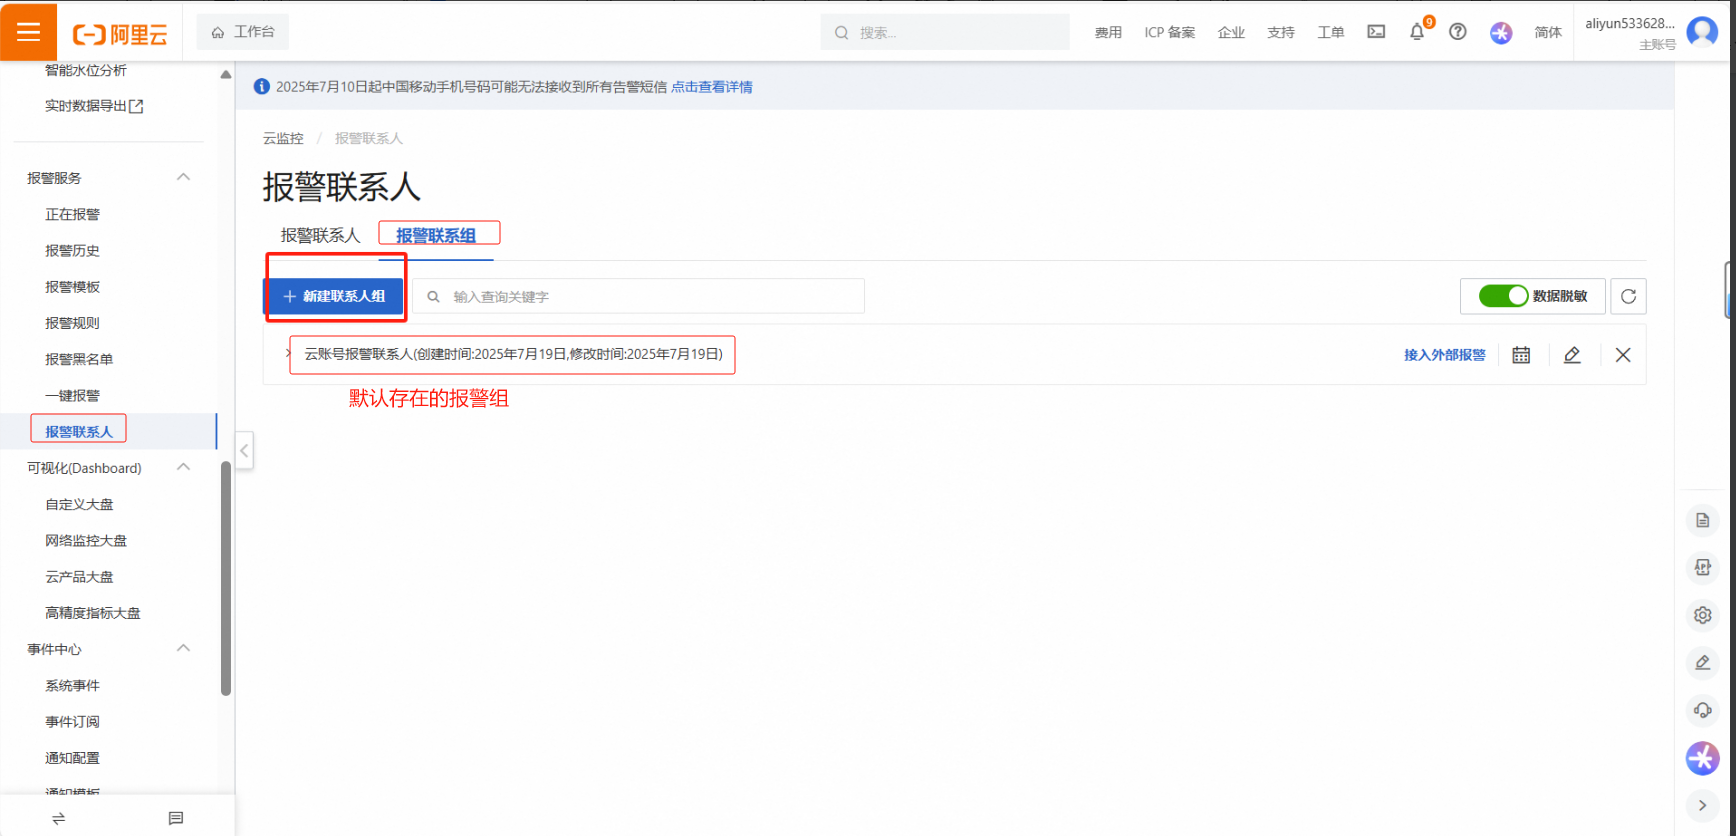 阿里云
工作台
搜索...
费用
ICP 备案
企业
支持
工单
9
简体
aliyun533628...
主账号
智能水位分析
实时数据导出
报警服务
正在报警
报警历史
报警模板
报警规则
报警黑名单
一键报警
报警联系人
可视化(Dashboard)
自定义大盘
网络监控大盘
云产品大盘
高精度指标大盘
事件中心
系统事件
事件订阅
通知配置
通知模板
2025年7月10日起中国移动手机号码可能无法接收到所有告警短信 点击查看详情
云监控 / 报警联系人
报警联系人
报警联系人 报警联系组
新建联系人组
输入查询关键字
数据脱敏
云账号报警联系人(创建时间:2025年7月19日,修改时间:2025年7月19日)
接入外部报警
默认存在的报警组